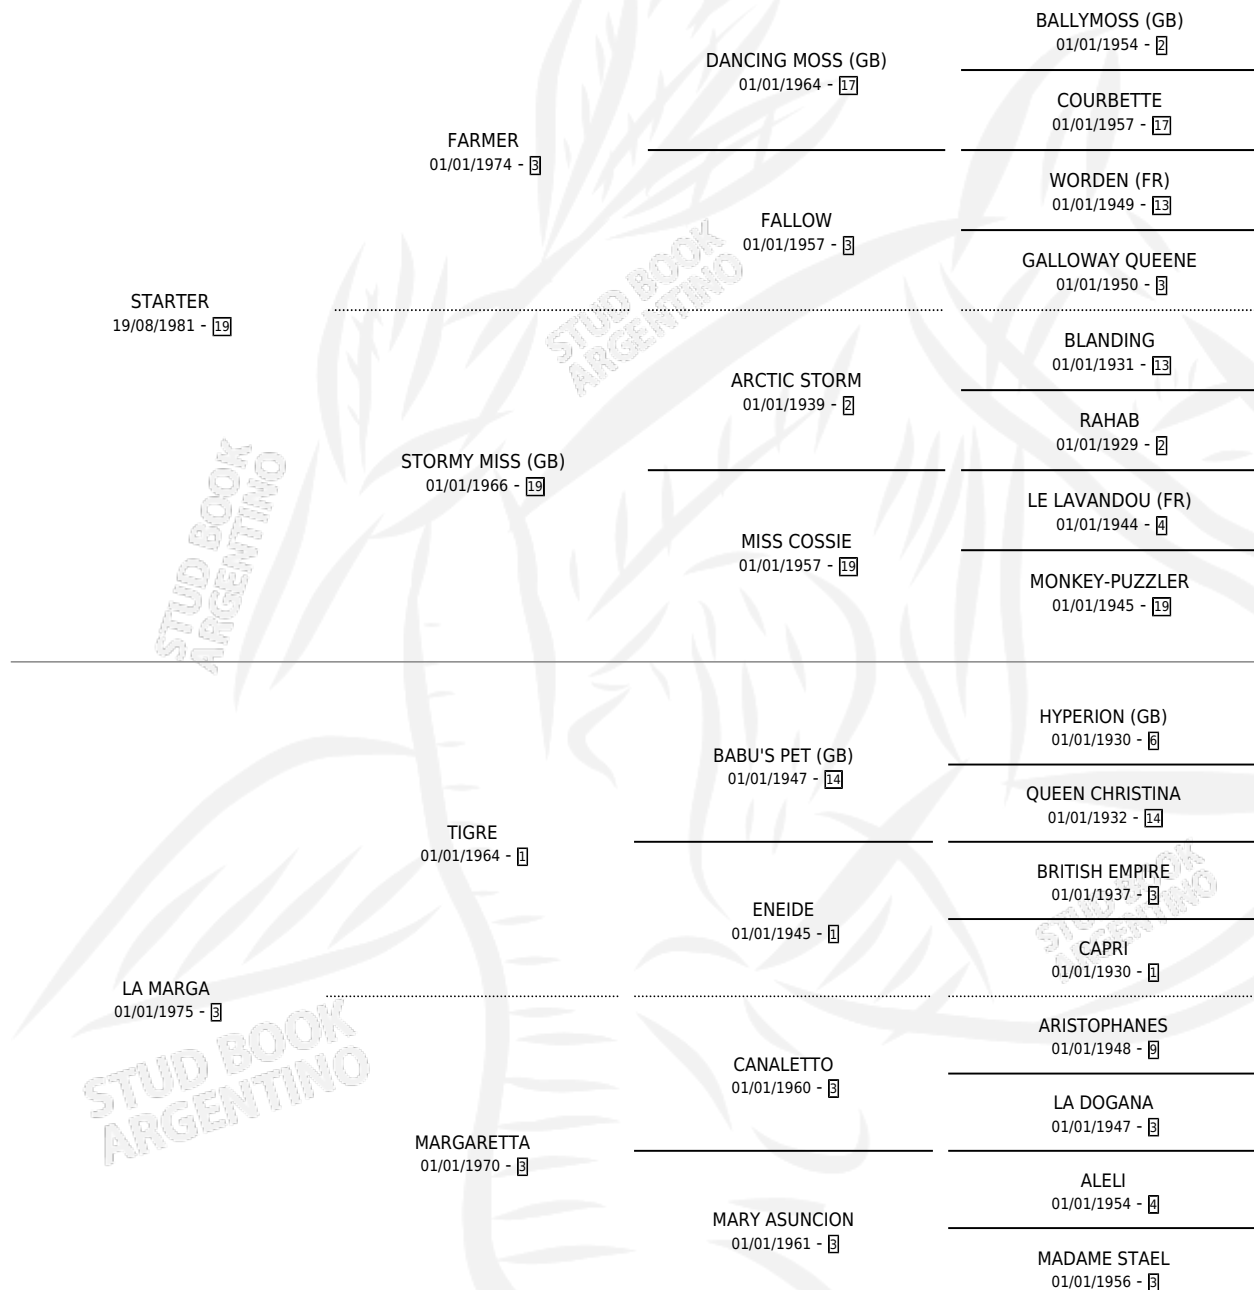 BALLYMOSS (GB)
01/01/1954 - 2
DANCING MOSS (GB)
01/01/1964 - 17
COURBETTE
01/01/1957 - 17
FARMER
01/01/1974 - 3
WORDEN (FR)
01/01/1949 - 13
FALLOW
01/01/1957 - 3
GALLOWAY QUEENE
01/01/1950 - 3
STARTER
19/08/1981 - 19
BLANDING
01/01/1931 - 13
ARCTIC STORM
01/01/1939 - 2
RAHAB
01/01/1929 - 2
STORMY MISS (GB)
01/01/1966 - 19
LE LAVANDOU (FR)
01/01/1944 - 4
MISS COSSIE
01/01/1957 - 19
MONKEY-PUZZLER
01/01/1945 - 19
HYPERION (GB)
01/01/1930 - 6
BABU'S PET (GB)
01/01/1947 - 14
QUEEN CHRISTINA
01/01/1932 - 14
TIGRE
01/01/1964 - 1
BRITISH EMPIRE
01/01/1937 - 3
ENEIDE
01/01/1945 - 1
CAPRI
01/01/1930 - 1
LA MARGA
01/01/1975 - 3
ARISTOPHANES
01/01/1948 - 9
CANALETTO
01/01/1960 - 3
LA DOGANA
01/01/1947 - 3
MARGARETTA
01/01/1970 - 3
ALELI
01/01/1954 - 4
MARY ASUNCION
01/01/1961 - 3
MADAME STAEL
01/01/1956 - 3
STUD BOOK
ARGENTINO
STUD BOOK
ARGENTINO
STUD BOOK
ARGENTINO
STUD BOOK
ARGENTINO